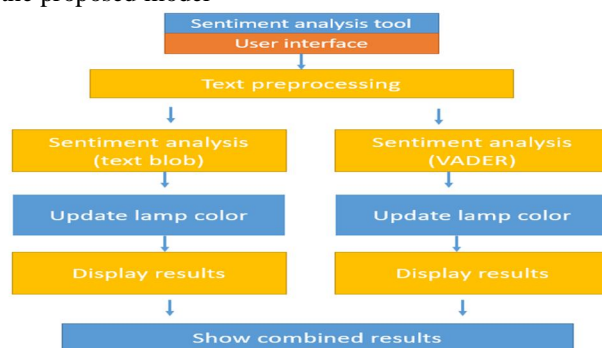 the proposed model
Sentiment analysis tool
User interface
Text preprocessing
Sentiment analysis
(text blob)
Sentiment analysis
(VADER)
Update lamp color
Update lamp color
Display results
Display results
Show combined results